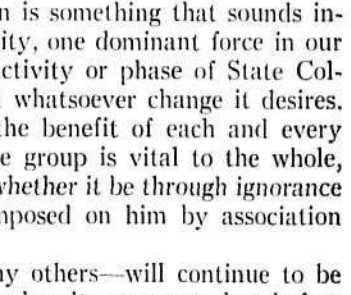 n is something that sounds in-
ity, one dominant force in our
ctivity or phase of State Col-
whatsoever change it desires.
the benefit of each and every
e group is vital to the whole,
whether it be through ignorance
mposed on him by association
ny others—will continue to be